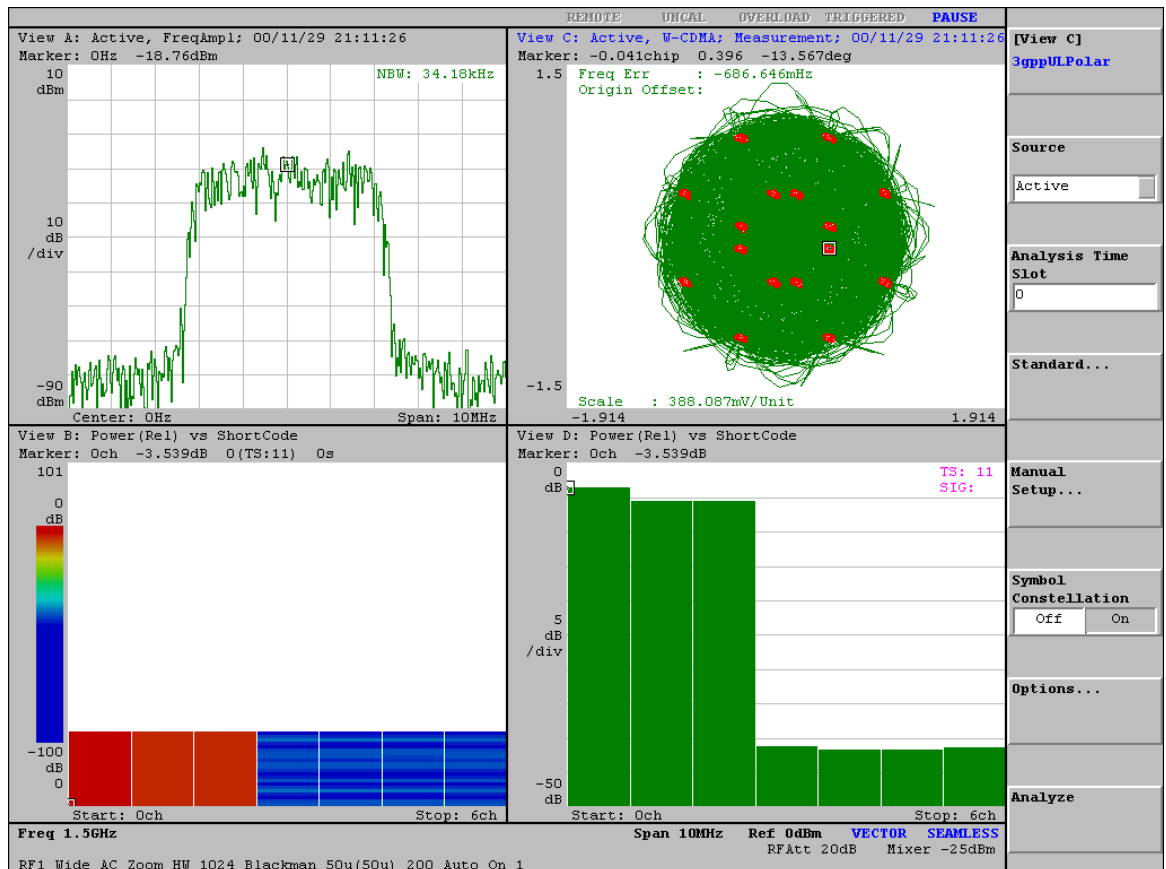 REMOTE UNCAL OVERLOAD TRIGGERED PAUSE
View A: Active, FreqAmpl; 00/11/29 21:11:26
Marker: 0Hz -18.76dBm
10
dBm
NBW: 34.18kHz
10
dB
/div
-90
dBm
Center: 0Hz Span: 10MHz
View C: Active, W-CDMA; Measurement; 00/11/29 21:11:26
Marker: -0.041chip 0.396 -13.567deg
1.5
Freq Err : -686.646mHz
Origin Offset:
-1.5
Scale : 388.087mV/Unit
-1.914 1.914
View B: Power(Rel) vs ShortCode
Marker: 0ch -3.539dB 0(TS:11) 0s
101
0
dB
-100
dB
0
Start: 0ch Stop: 6ch
View D: Power(Rel) vs ShortCode
Marker: 0ch -3.539dB
0
dB
TS: 11
SIG:
5
dB
/div
-50
dB
Start: 0ch Stop: 6ch
[View C]
3gppULPolar
Source
Active
Analysis Time
Slot
0
Standard...
Manual
Setup...
Symbol
Constellation
Off On
Options...
Analyze
Freq 1.5GHz Span 10MHz Ref 0dBm VECTOR SEAMLESS
RFAtt 20dB Mixer -25dBm
RF1 Wide AC Zoom HW 1024 Blackman 50u(50u) 200 Auto On 1